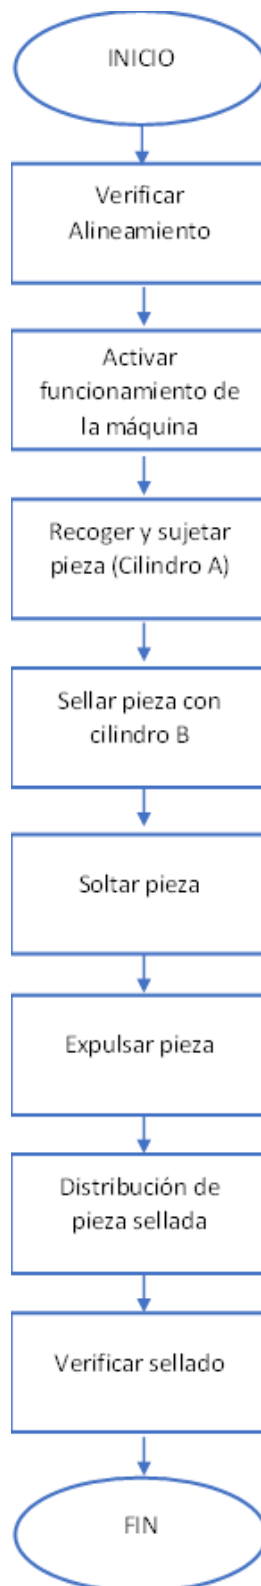 INICIO
Verificar
Alineamiento
Activar
funcionamiento de
la máquina
Recoger y sujetar
pieza (Cilindro A)
Sellar pieza con
cilindro B
Soltar pieza
Expulsar pieza
Distribución de
pieza sellada
Verificar sellado
FIN